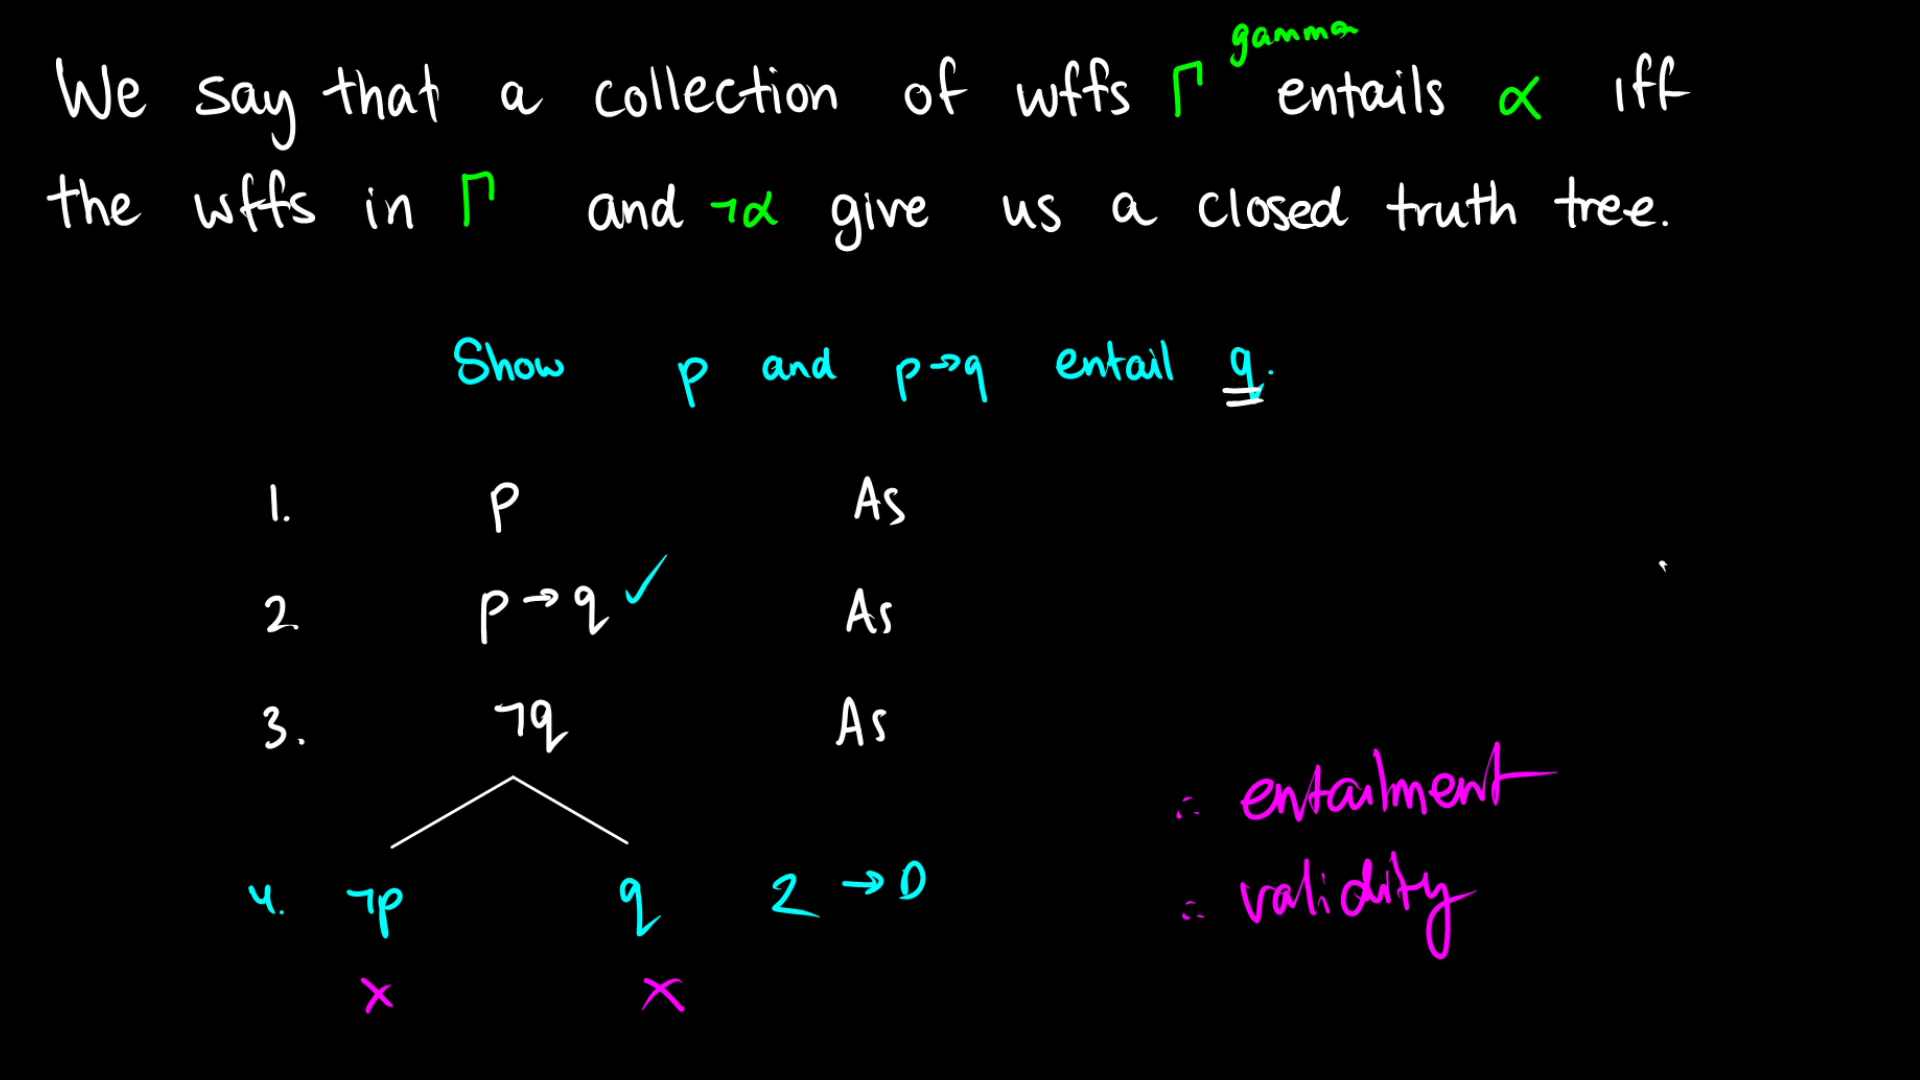 gamma
We say that a collection of wffs Γ entails α iff
the wffs in Γ and ¬α give us a closed truth tree.
Show p and p→q entail q.
1. p As
2 p→q ✓ As
3. ¬q As
∴ entailment
4. ¬p q 2 →D
∴ validity
× ×